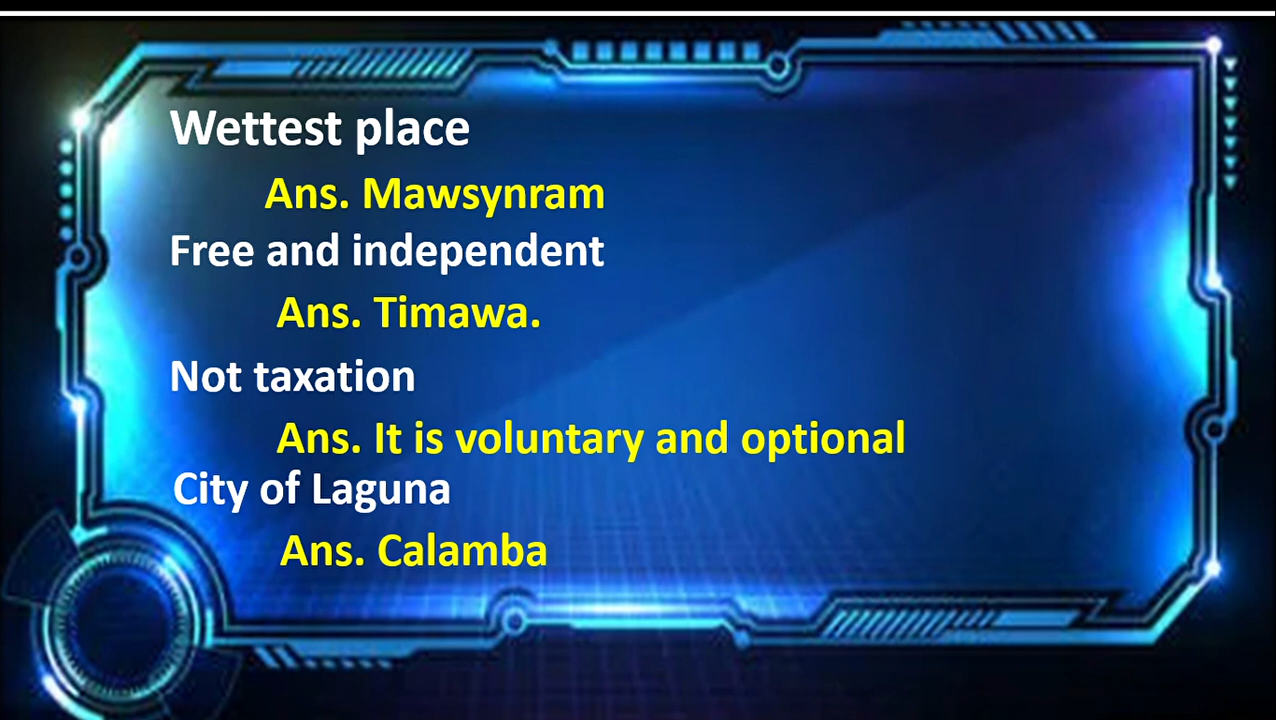 Wettest place
Ans. Mawsynram
Free and independent
Ans. Timawa.
Not taxation
Ans. It is voluntary and optional
City of Laguna
Ans. Calamba